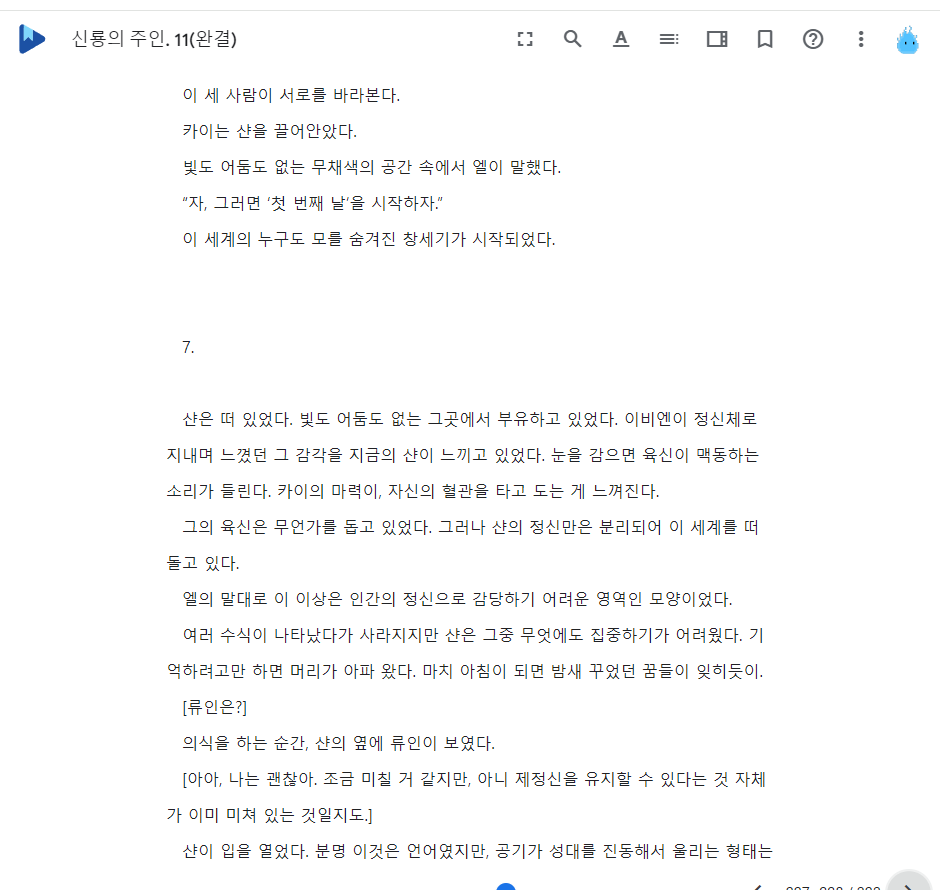 신룡의 주인. 11(완결)
이 세 사람이 서로를 바라본다.
카이는 샨을 끌어안았다.
빛도 어둠도 없는 무채색의 공간 속에서 엘이 말했다.
“자, 그러면 ‘첫 번째 날’을 시작하자.”
이 세계의 누구도 모를 숨겨진 창세기가 시작되었다.
7.
샨은 떠 있었다. 빛도 어둠도 없는 그곳에서 부유하고 있었다. 이비엔이 정신체로
지내며 느꼈던 그 감각을 지금의 샨이 느끼고 있었다. 눈을 감으면 육신이 맥동하는
소리가 들린다. 카이의 마력이, 자신의 혈관을 타고 도는 게 느껴진다.
그의 육신은 무언가를 돕고 있었다. 그러나 샨의 정신만은 분리되어 이 세계를 떠
돌고 있다.
엘의 말대로 이 이상은 인간의 정신으로 감당하기 어려운 영역인 모양이었다.
여러 수식이 나타났다가 사라지지만 샨은 그중 무엇에도 집중하기가 어려웠다. 기
억하려고만 하면 머리가 아파 왔다. 마치 아침이 되면 밤새 꾸었던 꿈들이 잊히듯이.
[류인은?]
의식을 하는 순간, 샨의 옆에 류인이 보였다.
[아아, 나는 괜찮아. 조금 미칠 거 같지만, 아니 제정신을 유지할 수 있다는 것 자체
가 이미 미쳐 있는 것일지도.]
샨이 입을 열었다. 분명 이것은 언어였지만, 공기가 성대를 진동해서 울리는 형태는